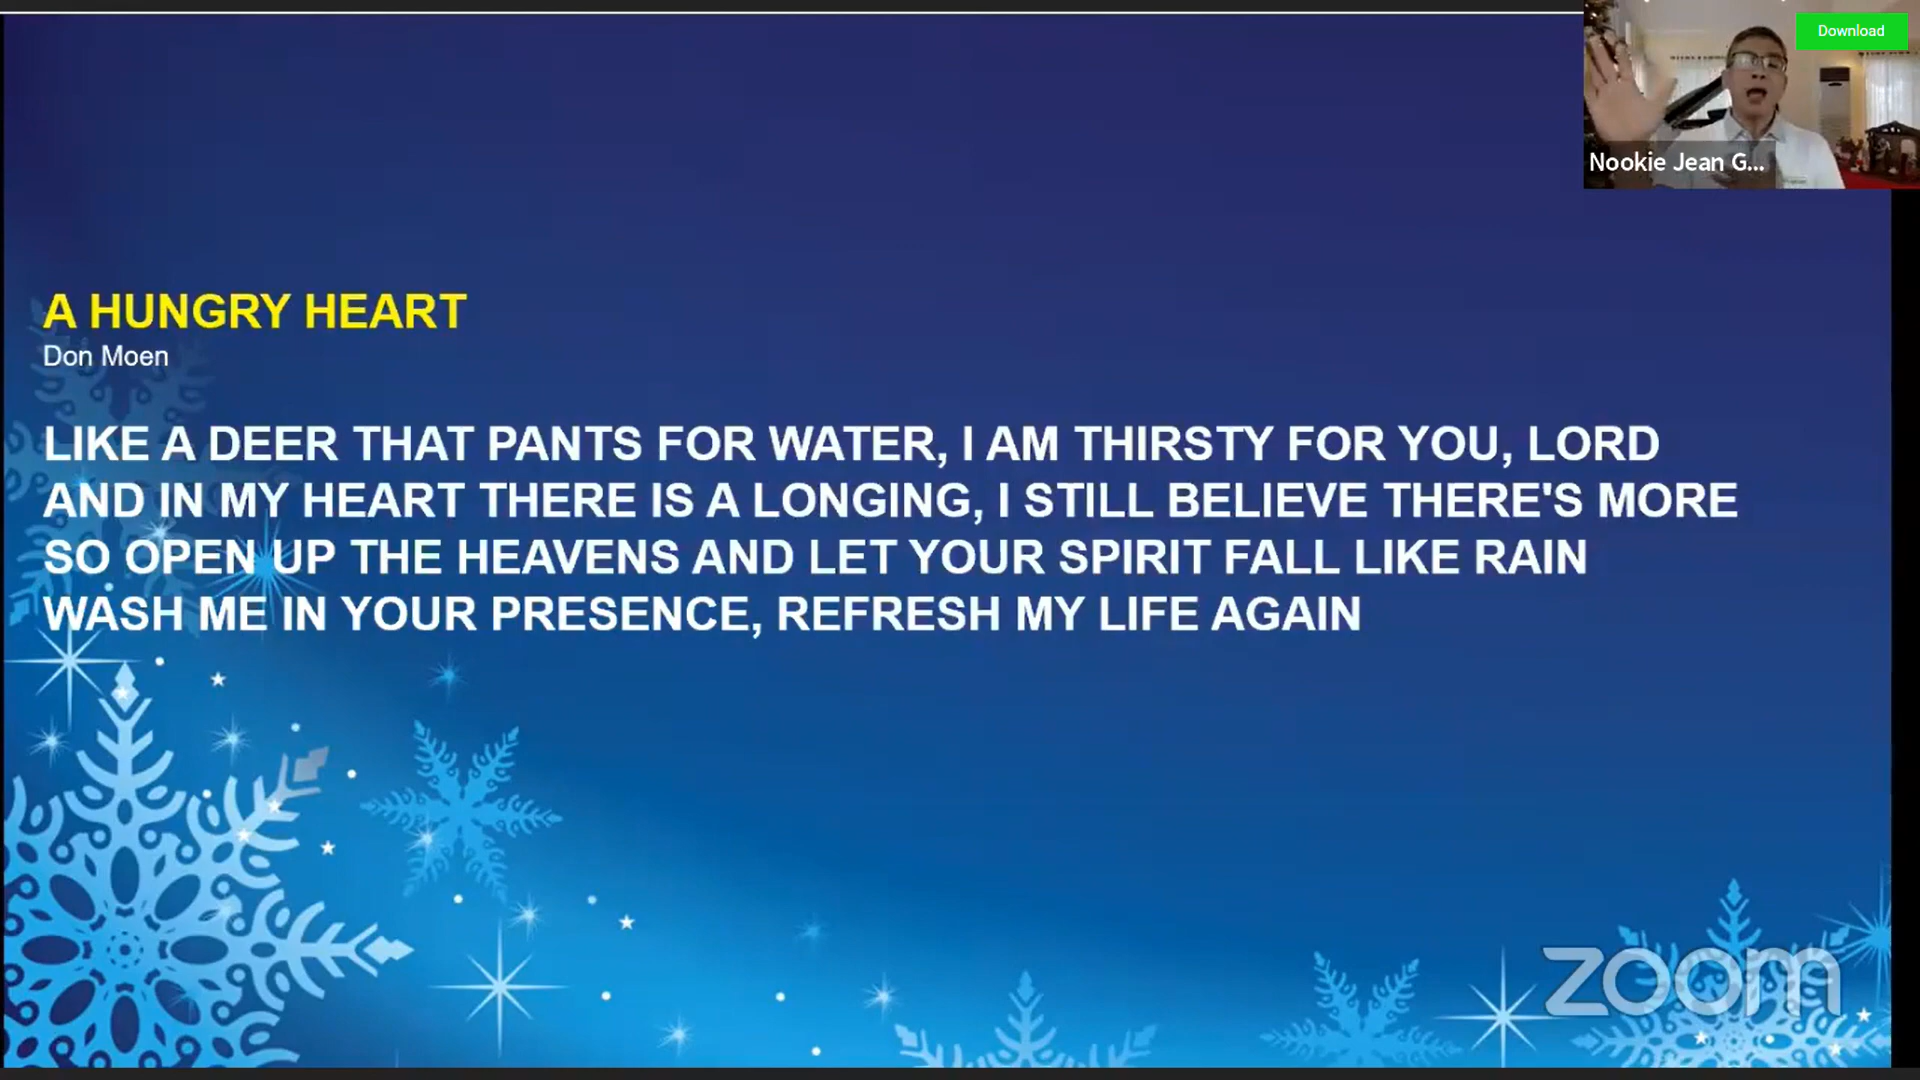 Download
Nookie Jean G...
A HUNGRY HEART
Don Moen
LIKE A DEER THAT PANTS FOR WATER, I AM THIRSTY FOR YOU, LORD
AND IN MY HEART THERE IS A LONGING, I STILL BELIEVE THERE'S MORE
SO OPEN UP THE HEAVENS AND LET YOUR SPIRIT FALL LIKE RAIN
WASH ME IN YOUR PRESENCE, REFRESH MY LIFE AGAIN
zoom